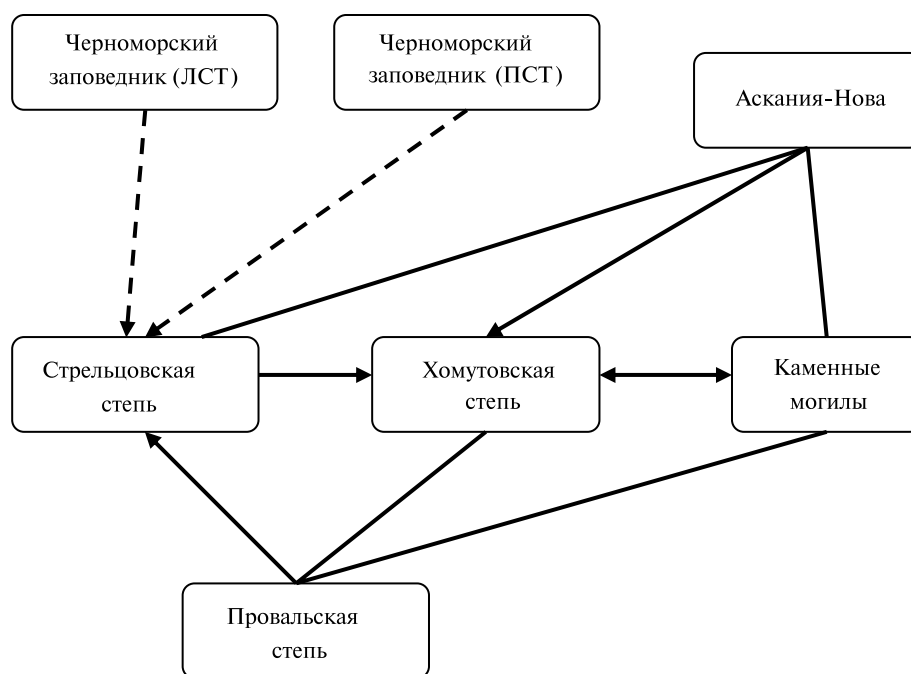 Черноморский
заповедник (ЛСТ)
Черноморский
заповедник (ПСТ)
Аскания-Нова
Стрельцовская
степь
Хомутовская
степь
Каменные
могилы
Провальская
степь